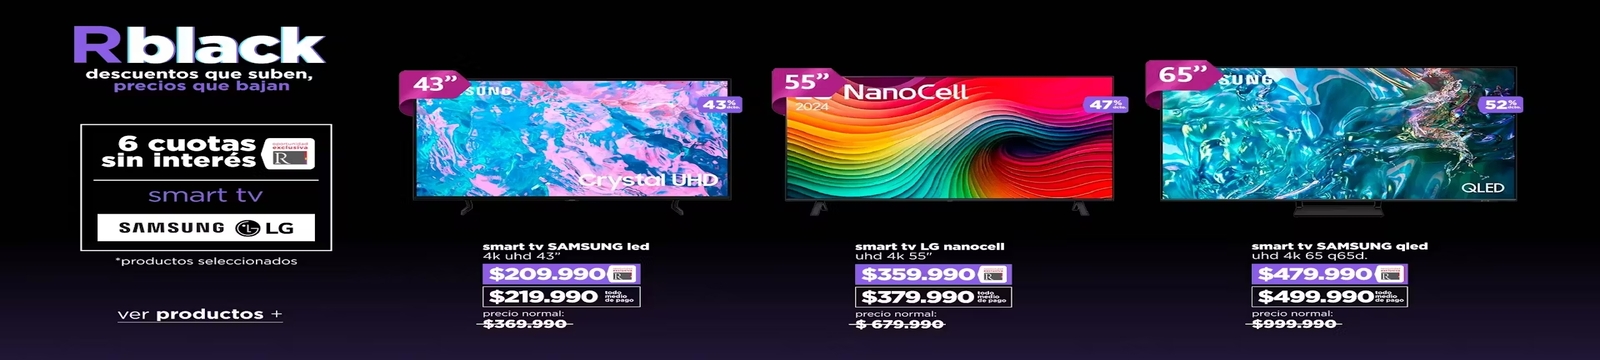 Rblack
descuentos que suben,
precios que bajan
6 cuotas
sin interés
oportunidad
exclusiva
R
smart tv
SAMSUNG LG
*productos seleccionados
ver productos +
43”
SUNG
43%
dcto.
Crystal UHD
smart tv SAMSUNG led
4k uhd 43”
$209.990
R
$219.990 todo
medio
de pago
precio normal:
$369.990
55”
NanoCell
2024
47%
dcto.
smart tv LG nanocell
uhd 4k 55”
$359.990
R
$379.990 todo
medio
de pago
precio normal:
$ 679.990
65”
SUNG
52%
dcto.
QLED
smart tv SAMSUNG qled
uhd 4k 65 q65d.
$479.990
R
$499.990 todo
medio
de pago
precio normal:
$999.990